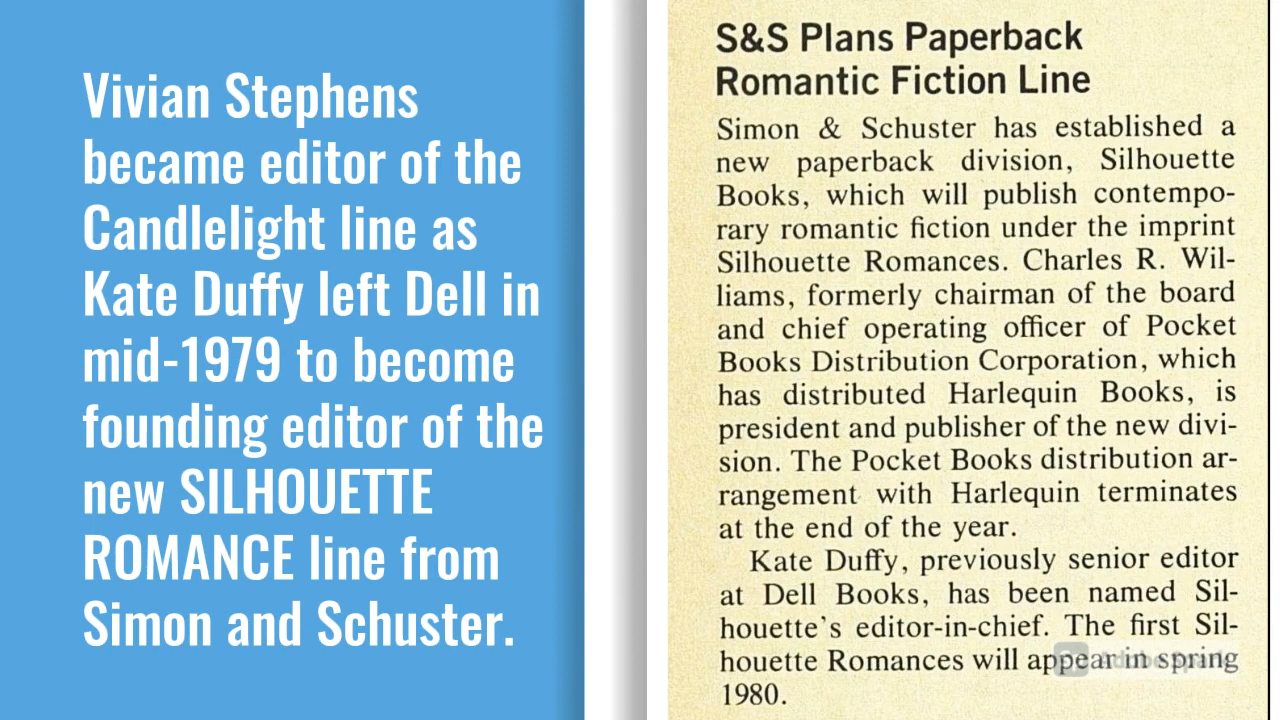 Vivian Stephens
became editor of the
Candlelight line as
Kate Duffy left Dell in
mid-1979 to become
founding editor of the
new SILHOUETTE
ROMANCE line from
Simon and Schuster.
S&S Plans Paperback
Romantic Fiction Line
Simon & Schuster has established a
new paperback division, Silhouette
Books, which will publish contempo-
rary romantic fiction under the imprint
Silhouette Romances. Charles R. Wil-
liams, formerly chairman of the board
and chief operating officer of Pocket
Books Distribution Corporation, which
has distributed Harlequin Books, is
president and publisher of the new divi-
sion. The Pocket Books distribution ar-
rangement with Harlequin terminates
at the end of the year.
Kate Duffy, previously senior editor
at Dell Books, has been named Sil-
houette's editor-in-chief. The first Sil-
houette Romances will appear in spring
1980.
Adobe Spark